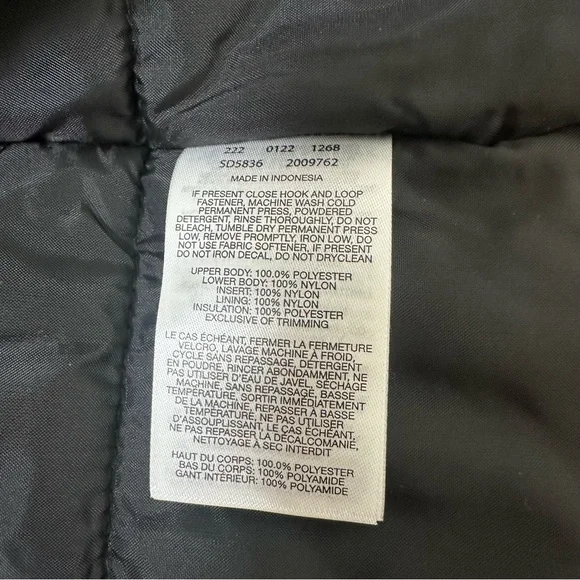 222 0122 1268
SD5836 2009762
MADE IN INDONESIA
IF PRESENT CLOSE HOOK AND LOOP
FASTENER, MACHINE WASH COLD
PERMANENT PRESS, POWDERED
DETERGENT, RINSE THOROUGHLY, DO NOT
BLEACH, TUMBLE DRY PERMANENT PRESS
LOW, REMOVE PROMPTLY, IRON LOW, DO
NOT USE FABRIC SOFTENER, IF PRESENT
DO NOT IRON DECAL, DO NOT DRYCLEAN
UPPER BODY: 100.0% POLYESTER
LOWER BODY: 100% NYLON
INSERT: 100% NYLON
LINING: 100% NYLON
INSULATION: 100% POLYESTER
EXCLUSIVE OF TRIMMING
LE CAS ÉCHÉANT, FERMER LA FERMETURE
VELCRO, LAVAGE MACHINE À FROID,
CYCLE SANS REPASSAGE, DÉTERGENT
EN POUDRE, RINCER ABONDAMMENT, NE
PAS UTILISER D'EAU DE JAVEL, SÉCHAGE
MACHINE, SANS REPASSAGE, BASSE
TEMPÉRATURE, SORTIR IMMÉDIATEMENT
DE LA MACHINE, REPASSER À BASSE
TEMPÉRATURE, NE PAS UTILISER
D'ASSOUPLISSANT, LE CAS ÉCHÉANT,
NE PAS REPASSER LA DÉCALCOMANIE,
NETTOYAGE À SEC INTERDIT
HAUT DU CORPS: 100.0% POLYESTER
BAS DU CORPS: 100% POLYAMIDE
GANT INTÉRIEUR: 100% POLYAMIDE